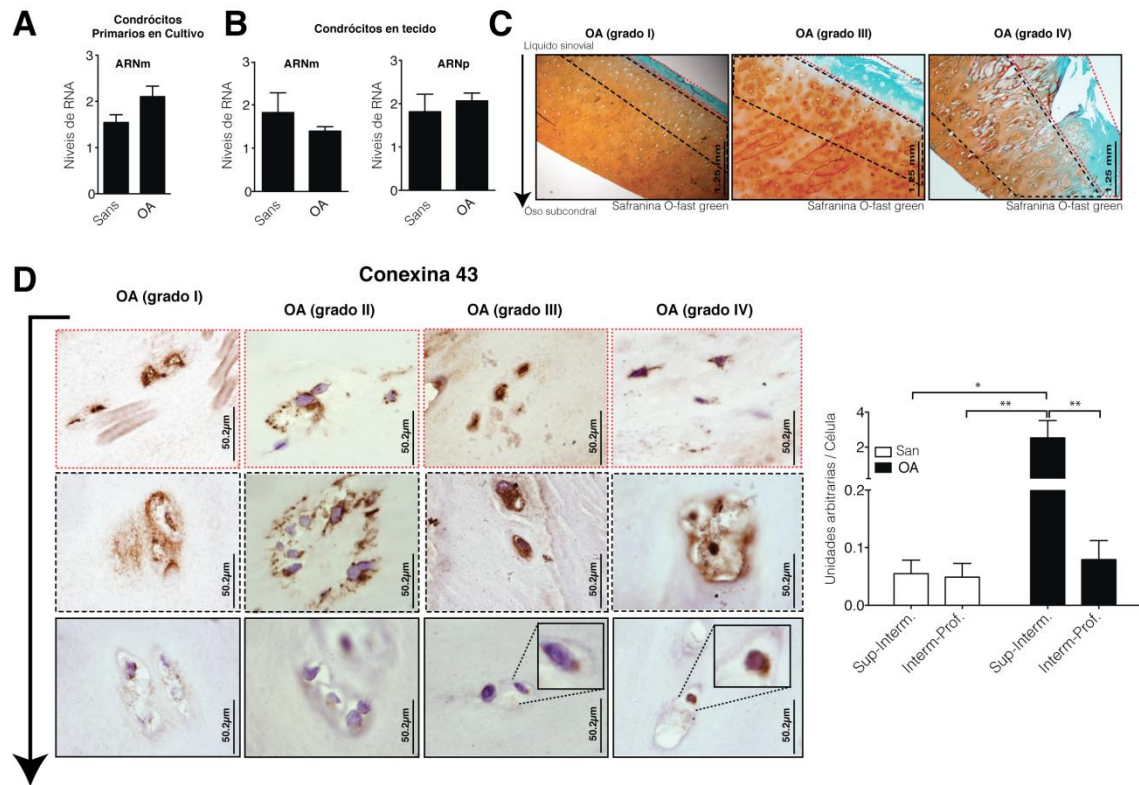 A
Condrócitos
Primarios en Cultivo
ARNm
Niveis de RNA
3
2
1
0
Sans
OA
B
Condrócitos en tecido
ARNm
Niveis de RNA
3
2
1
0
Sans
OA
ARNp
Niveis de RNA
3
2
1
0
Sans
OA
C
OA (grado I)
OA (grado III)
OA (grado IV)
Líquido sinovial
Óso subcondral
1.25 mm
1.25 mm
1.25 mm
Safranina O-fast green
Safranina O-fast green
Safranina O-fast green
D
Conexina 43
OA (grado I)
OA (grado II)
OA (grado III)
OA (grado IV)
50.2µm
50.2µm
50.2µm
50.2µm
50.2µm
50.2µm
50.2µm
50.2µm
50.2µm
50.2µm
50.2µm
50.2µm
*
**
**
San
OA
Unidades arbitrarias / Célula
4
2
0.2
0.1
0.0
Sup-Interm.
Interm-Prof.
Sup-Interm.
Interm-Prof.